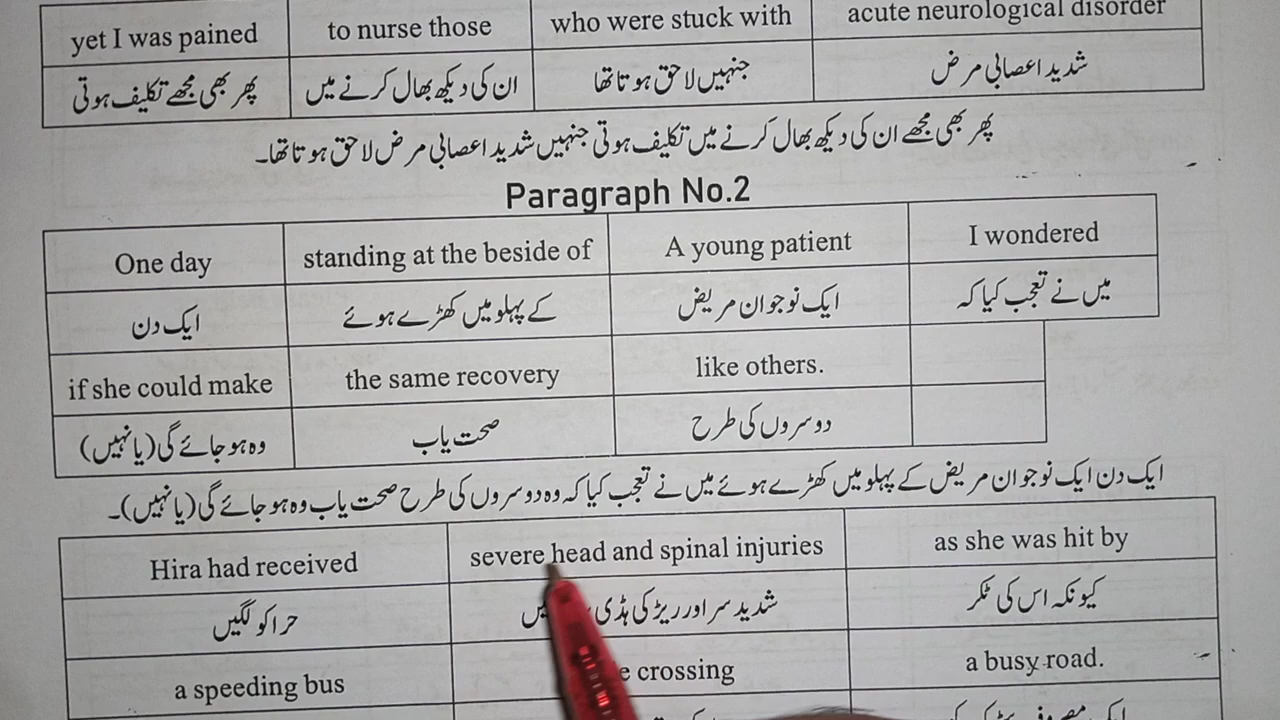 yet I was pained to nurse those who were stuck with acute neurological disorder
پھر بھی مجھے تکلیف ہوتی ان کی دیکھ بھال کرنے میں جنہیں لاحق ہوتا تھا شدید اعصابی مرض
پھر بھی مجھے ان کی دیکھ بھال کرنے میں تکلیف ہوتی جنہیں شدید اعصابی مرض لاحق ہوتا تھا۔
Paragraph No.2
One day standing at the beside of A young patient I wondered
ایک دن کے پہلو میں کھڑے ہوئے ایک نوجوان مریض میں نے تعجب کیا کہ
if she could make the same recovery like others.
وہ ہو جائے گی (یا نہیں) صحت یاب دوسروں کی طرح
ایک دن ایک نوجوان مریض کے پہلو میں کھڑے ہوئے میں نے تعجب کیا کہ وہ دوسروں کی طرح صحت یاب وہ ہو جائے گی (یا نہیں)۔
Hira had received severe head and spinal injuries as she was hit by
حرا کو لگیں شدید سر اور ریڑ کی ہڈی کیونکہ اس کی ٹکر
a speeding bus crossing a busy road.